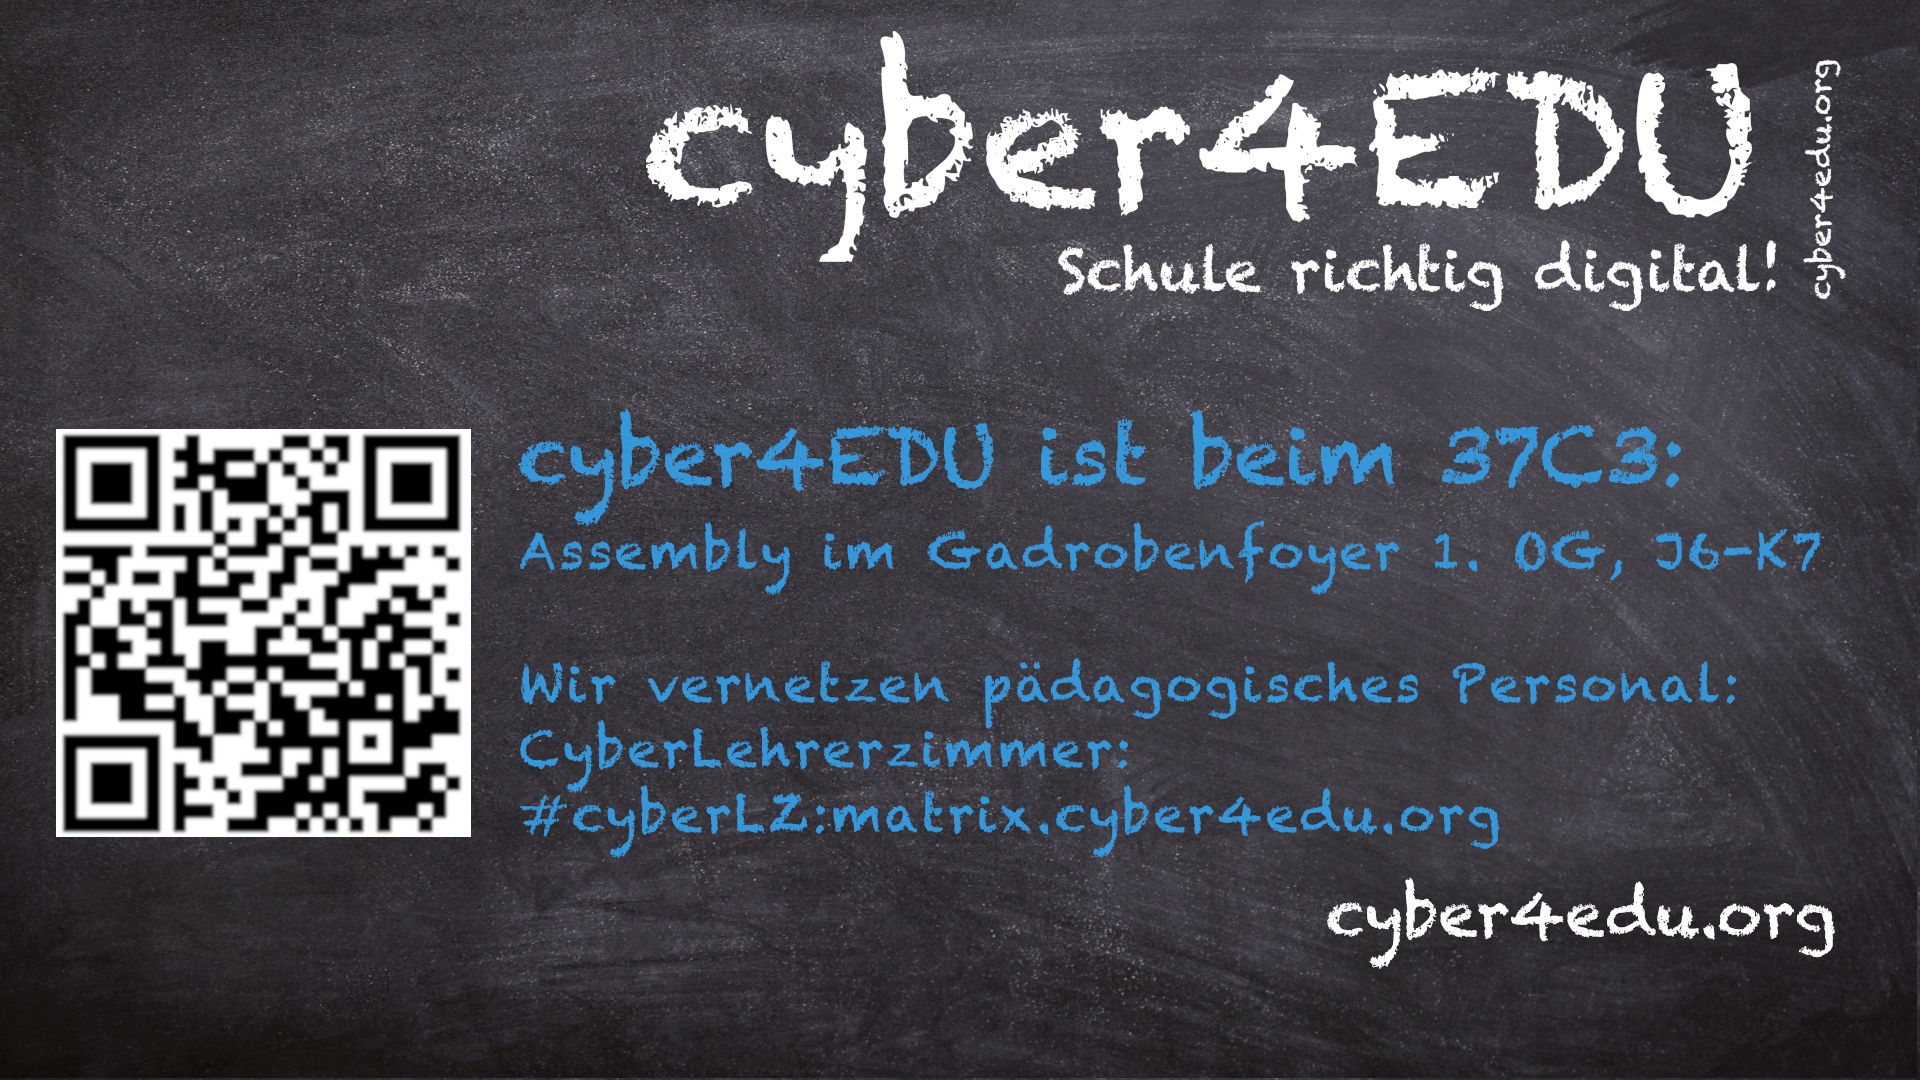 cyber4EDU
Schule richtig digital!
cyber4edu.org
cyber4EDU ist beim 37C3:
Assembly im Gadrobenfoyer 1. OG, J6-K7
Wir vernetzen pädagogisches Personal:
CyberLehrerzimmer:
#cyberLZ:matrix.cyber4edu.org
cyber4edu.org